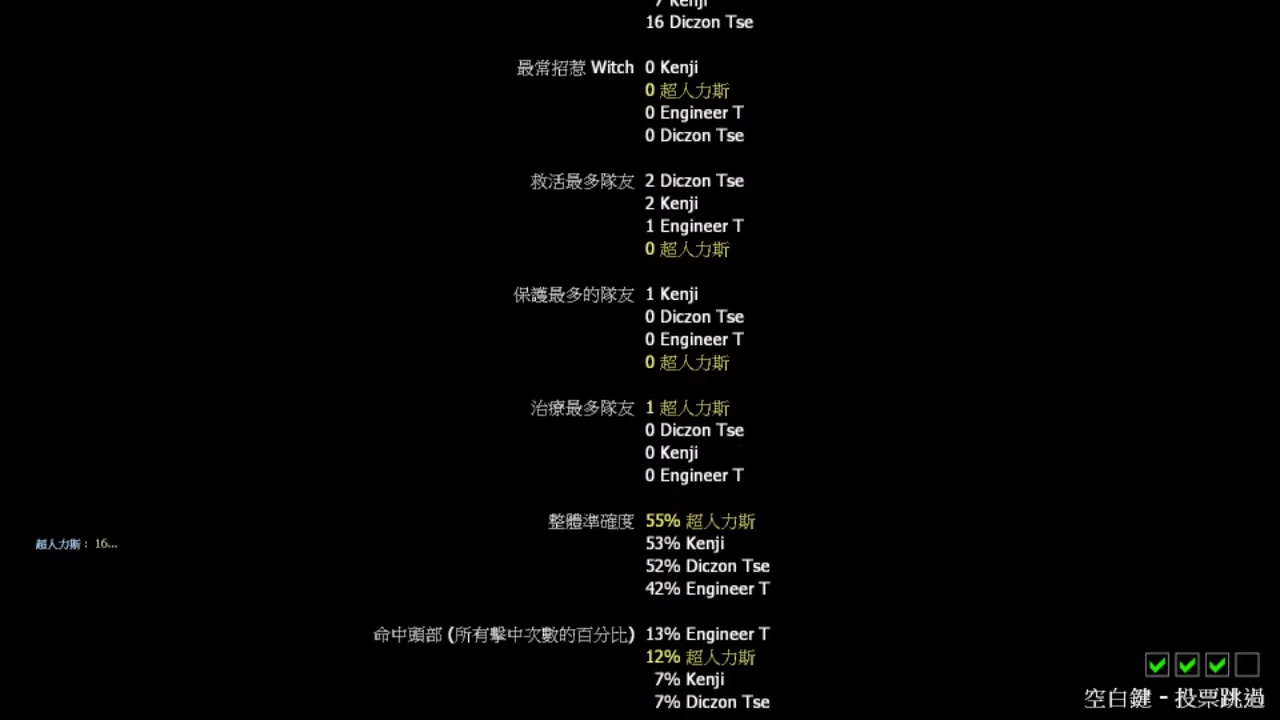 7 Kenji
16 Diczon Tse
最常招惹 Witch 0 Kenji
0 超人力斯
0 Engineer T
0 Diczon Tse
救活最多隊友 2 Diczon Tse
2 Kenji
1 Engineer T
0 超人力斯
保護最多的隊友 1 Kenji
0 Diczon Tse
0 Engineer T
0 超人力斯
治療最多隊友 1 超人力斯
0 Diczon Tse
0 Kenji
0 Engineer T
整體準確度 55% 超人力斯
53% Kenji
52% Diczon Tse
42% Engineer T
超人力斯: 16...
命中頭部 (所有擊中次數的百分比) 13% Engineer T
12% 超人力斯
7% Kenji
7% Diczon Tse
空白鍵 - 投票跳過